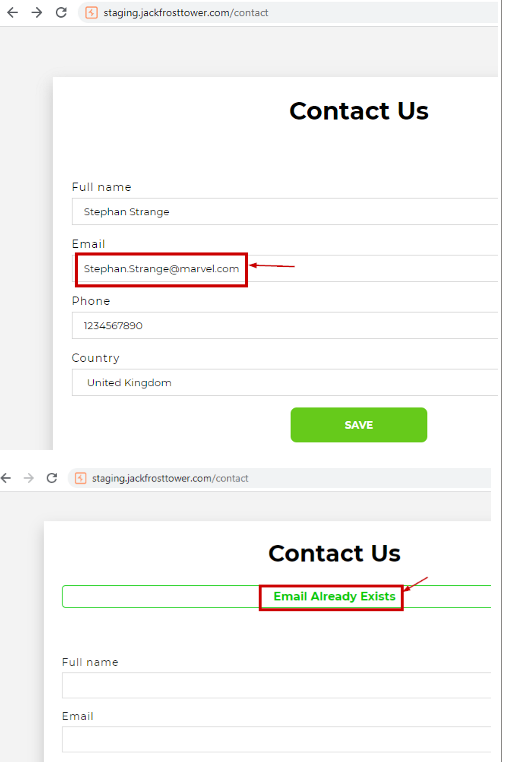 staging.jackfrosttower.com/contact
Contact Us
Full name
Stephan Strange
Email
Stephan.Strange@marvel.com
Phone
1234567890
Country
United Kingdom
SAVE
staging.jackfrosttower.com/contact
Contact Us
Email Already Exists
Full name
Email